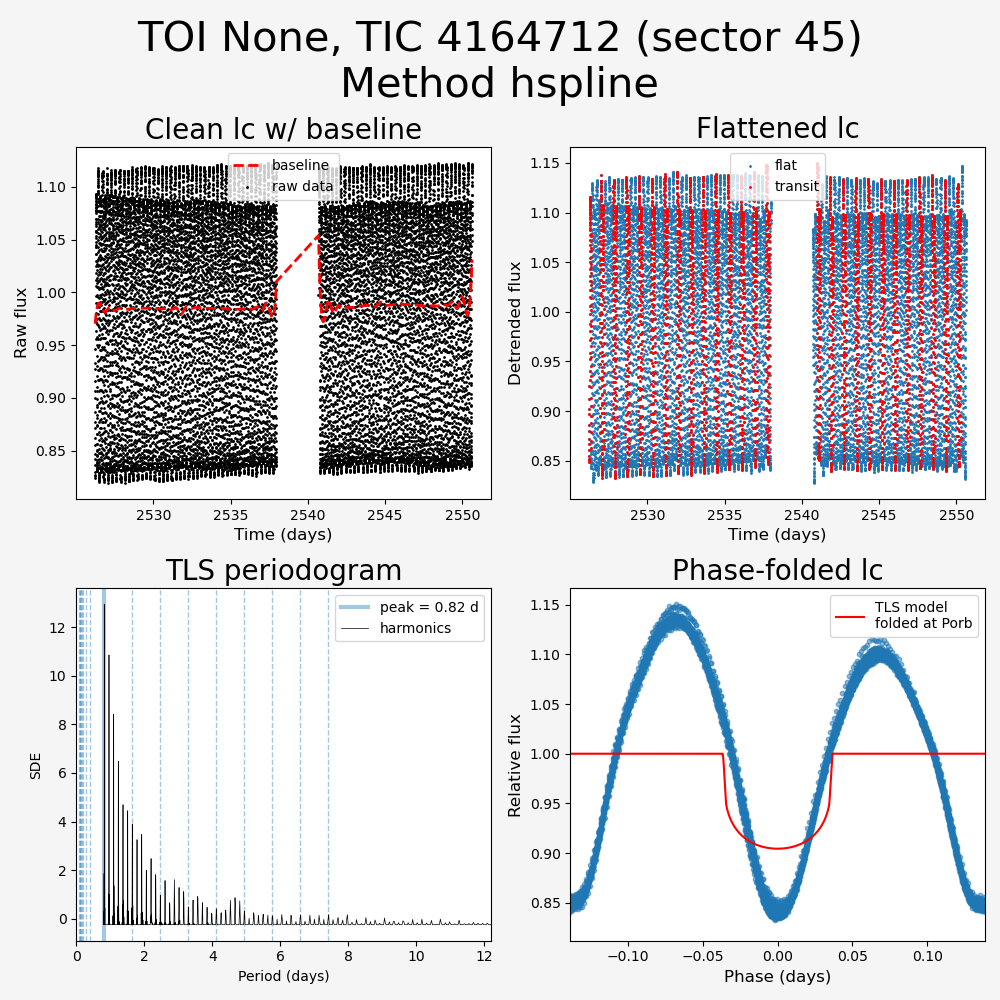 TOI None, TIC 4164712 (sector 45)
Method hspline
Clean lc w/ baseline
baseline
raw data
1.10
1.05
1.00
0.95
0.90
0.85
Raw flux
2530
2535
2540
2545
2550
Time (days)
Flattened lc
flat
transit
1.15
1.10
1.05
1.00
0.95
0.90
0.85
Detrended flux
2530
2535
2540
2545
2550
Time (days)
TLS periodogram
peak = 0.82 d
harmonics
12
10
8
6
4
2
0
SDE
0
2
4
6
8
10
12
Period (days)
Phase-folded lc
TLS model
folded at Porb
1.15
1.10
1.05
1.00
0.95
0.90
0.85
Relative flux
−0.10
−0.05
0.00
0.05
0.10
Phase (days)